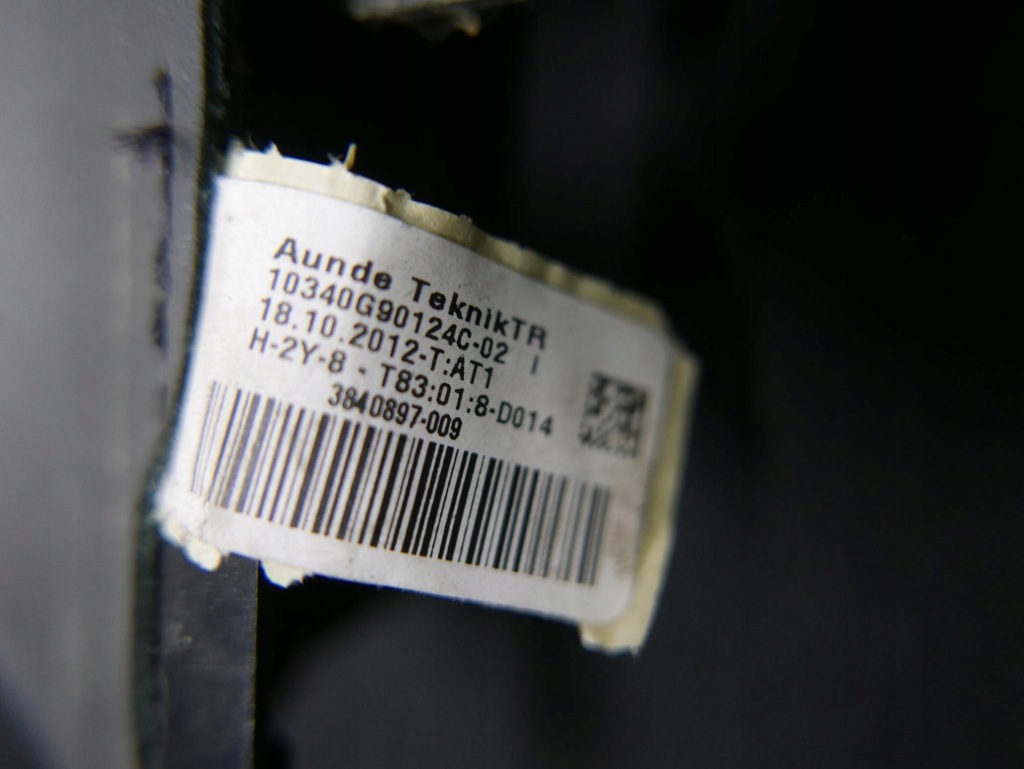 Aunde TeknikTR
10340G90124C-02 I
18.10.2012-T:AT1
H-2Y-8 - T83:01:8-D014
3840897-009